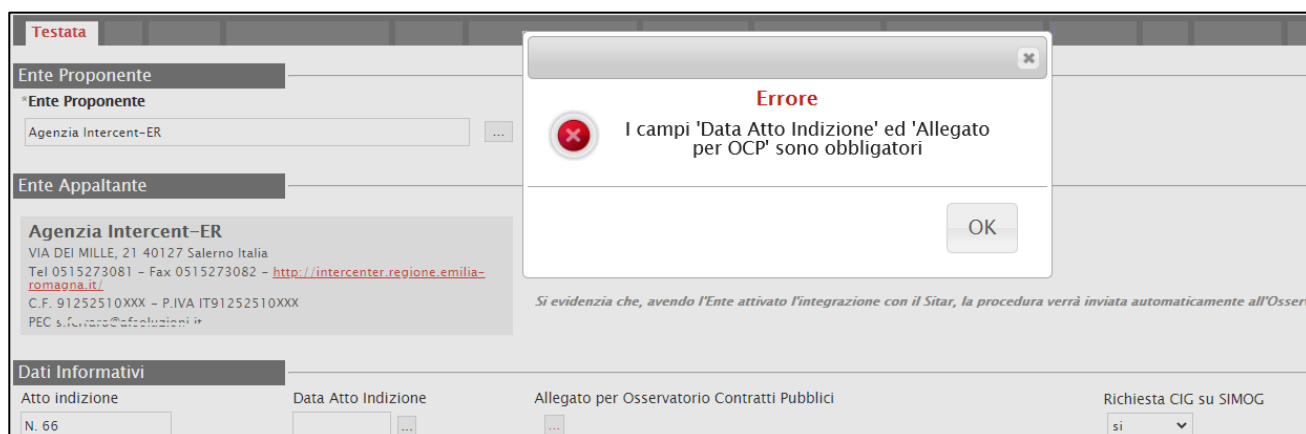 Testata
Ente Proponente
*Ente Proponente
Agenzia Intercent-ER
...
Errore
I campi 'Data Atto Indizione' ed 'Allegato
per OCP' sono obbligatori
OK
Ente Appaltante
Agenzia Intercent-ER
VIA DEI MILLE, 21 40127 Salerno Italia
Tel 0515273081 - Fax 0515273082 - http://intercenter.regione.emilia-
romagna.it/
C.F. 91252510XXX - P.IVA IT91252510XXX
PEC
Si evidenzia che, avendo l'Ente attivato l'integrazione con il Sitar, la procedura verrà inviata automaticamente all'Osser
Dati Informativi
Atto indizione
Data Atto Indizione
Allegato per Osservatorio Contratti Pubblici
Richiesta CIG su SIMOG
N. 66
...
...
si